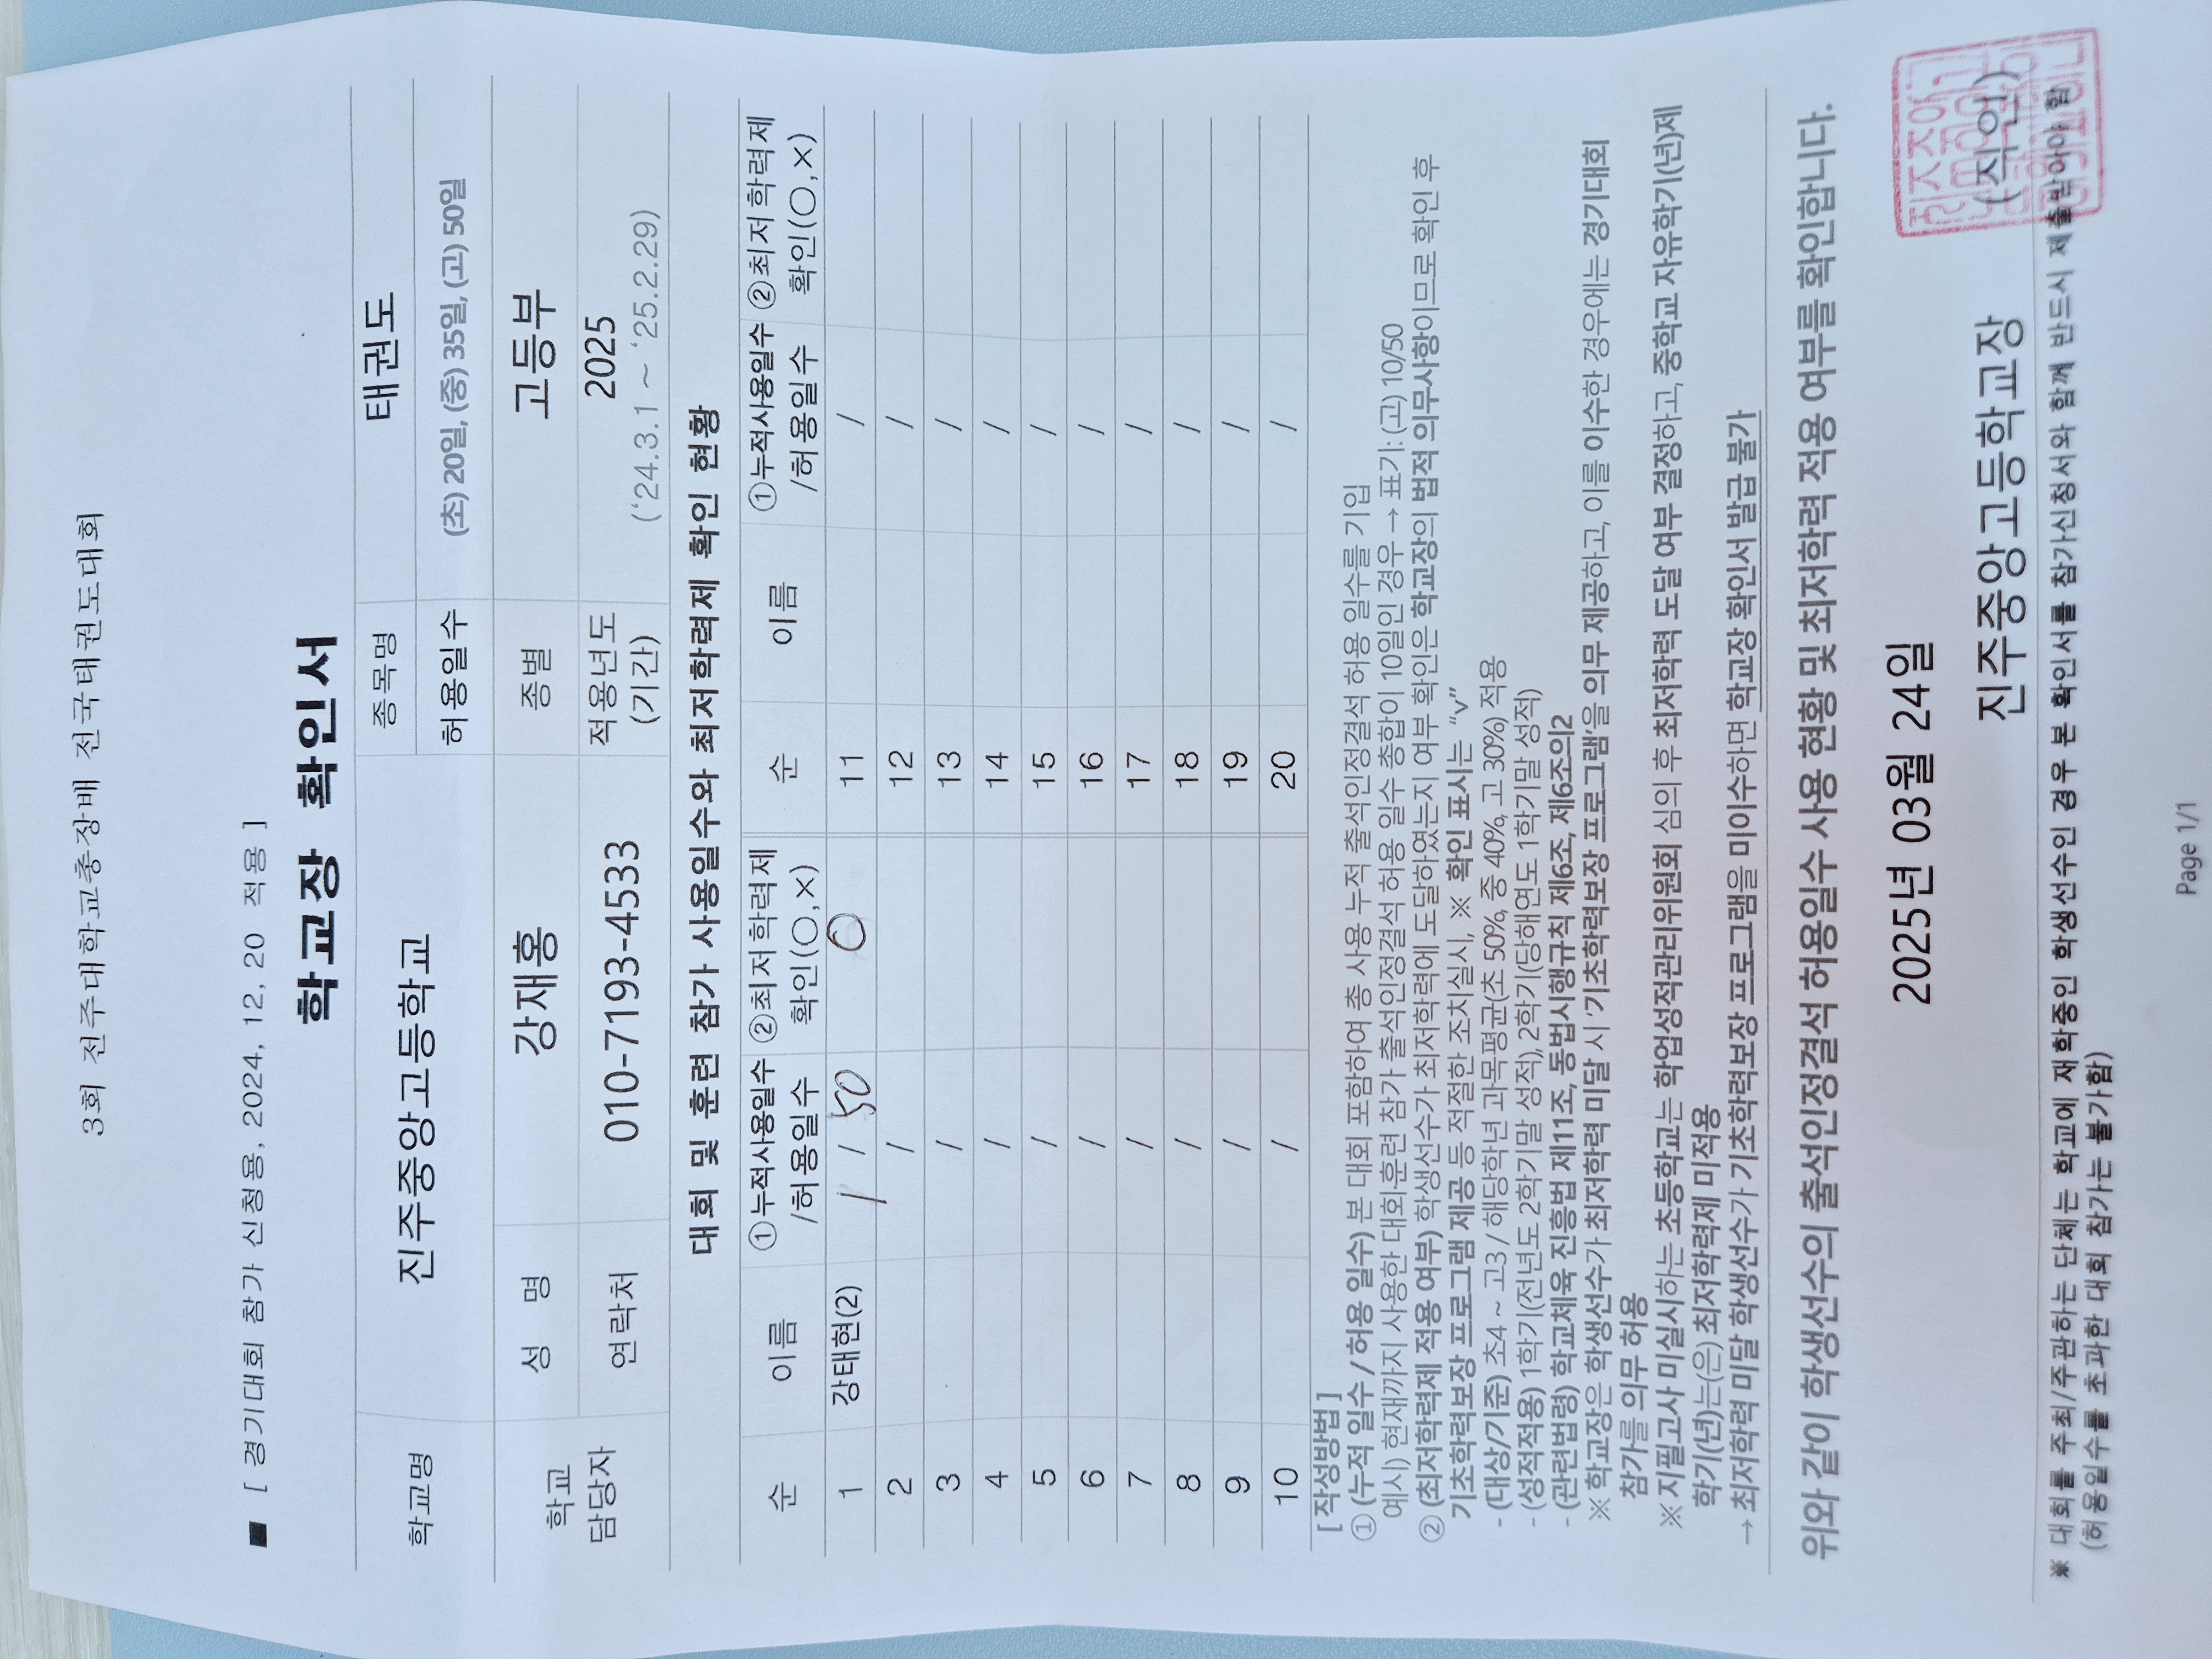 3회 전주대학교총장배 전국태권도대회
■ [ 경기대회 참가 신청용, 2024, 12, 20 적용 ]
학교장 확인서
학교명 진주중앙고등학교 종목명 태권도
허용일수 (초) 20일, (중) 35일, (고) 50일
학교 담당자 성 명 강재홍 종별 고등부
연락처 010-7193-4533 적용년도 (기간) 2025
('24.3.1 ~ '25.2.29)
대회 및 훈련 참가 사용일수와 최저학력제 확인 현황
순 이름 ①누적사용일수 /허용일수 ②최저학력제 확인(○,×) 순 이름 ①누적사용일수 /허용일수 ②최저학력제 확인(○,×)
1 강태현(2) 1 / 50 ○ 11 /
2 / 12 /
3 / 13 /
4 / 14 /
5 / 15 /
6 / 16 /
7 / 17 /
8 / 18 /
9 / 19 /
10 / 20 /
[ 작성방법 ]
① (누적 일수 / 허용 일수) 본 대회 포함하여 총 사용 누적 출석인정결석 허용 일수를 기입
예시) 현재까지 사용한 대회훈련 참가 출석인정결석 허용 일수 총합이 10일인 경우 → 표기: (고) 10/50
② (최저학력제 적용 여부) 학생선수가 최저학력에 도달하였는지 여부 확인은 학교장의 법적 의무사항이므로 확인 후
기초학력보장 프로그램 제공 등 적절한 조치실시, ※ 확인 표시는 "v"
- (대상/기준) 초4 ~ 고3 / 해당학년 과목평균(초 50%, 중 40%, 고 30%) 적용
- (성적적용) 1학기(전년도 2학기말 성적), 2학기(당해연도 1학기말 성적)
- (관련법령) 학교체육 진흥법 제11조, 동법시행규칙 제6조, 제6조의2
※ 학교장은 학생선수가 최저학력 미달 시 '기초학력보장 프로그램'을 의무 제공하고, 이를 이수한 경우에는 경기대회
참가를 의무 허용
※ 지필고사 미실시하는 초등학교는 학업성적관리위원회 심의 후 최저학력 도달 여부 결정하고, 중학교 자유학기(년)제
학기(년)는(은) 최저학력제 미적용
→ 최저학력 미달 학생선수가 기초학력보장 프로그램을 미이수하면 학교장 확인서 발급 불가
위와 같이 학생선수의 출석인정결석 허용일수 사용 현황 및 최저학력 적용 여부를 확인합니다.
2025년 03월 24일
진주중앙고등학교장 (직인)
※ 대회를 주최/주관하는 단체는 학교에 재학중인 학생선수인 경우 본 확인서를 참가신청서와 함께 반드시 제출받아야 함
(허용일수를 초과한 대회 참가는 불가함)
Page 1/1